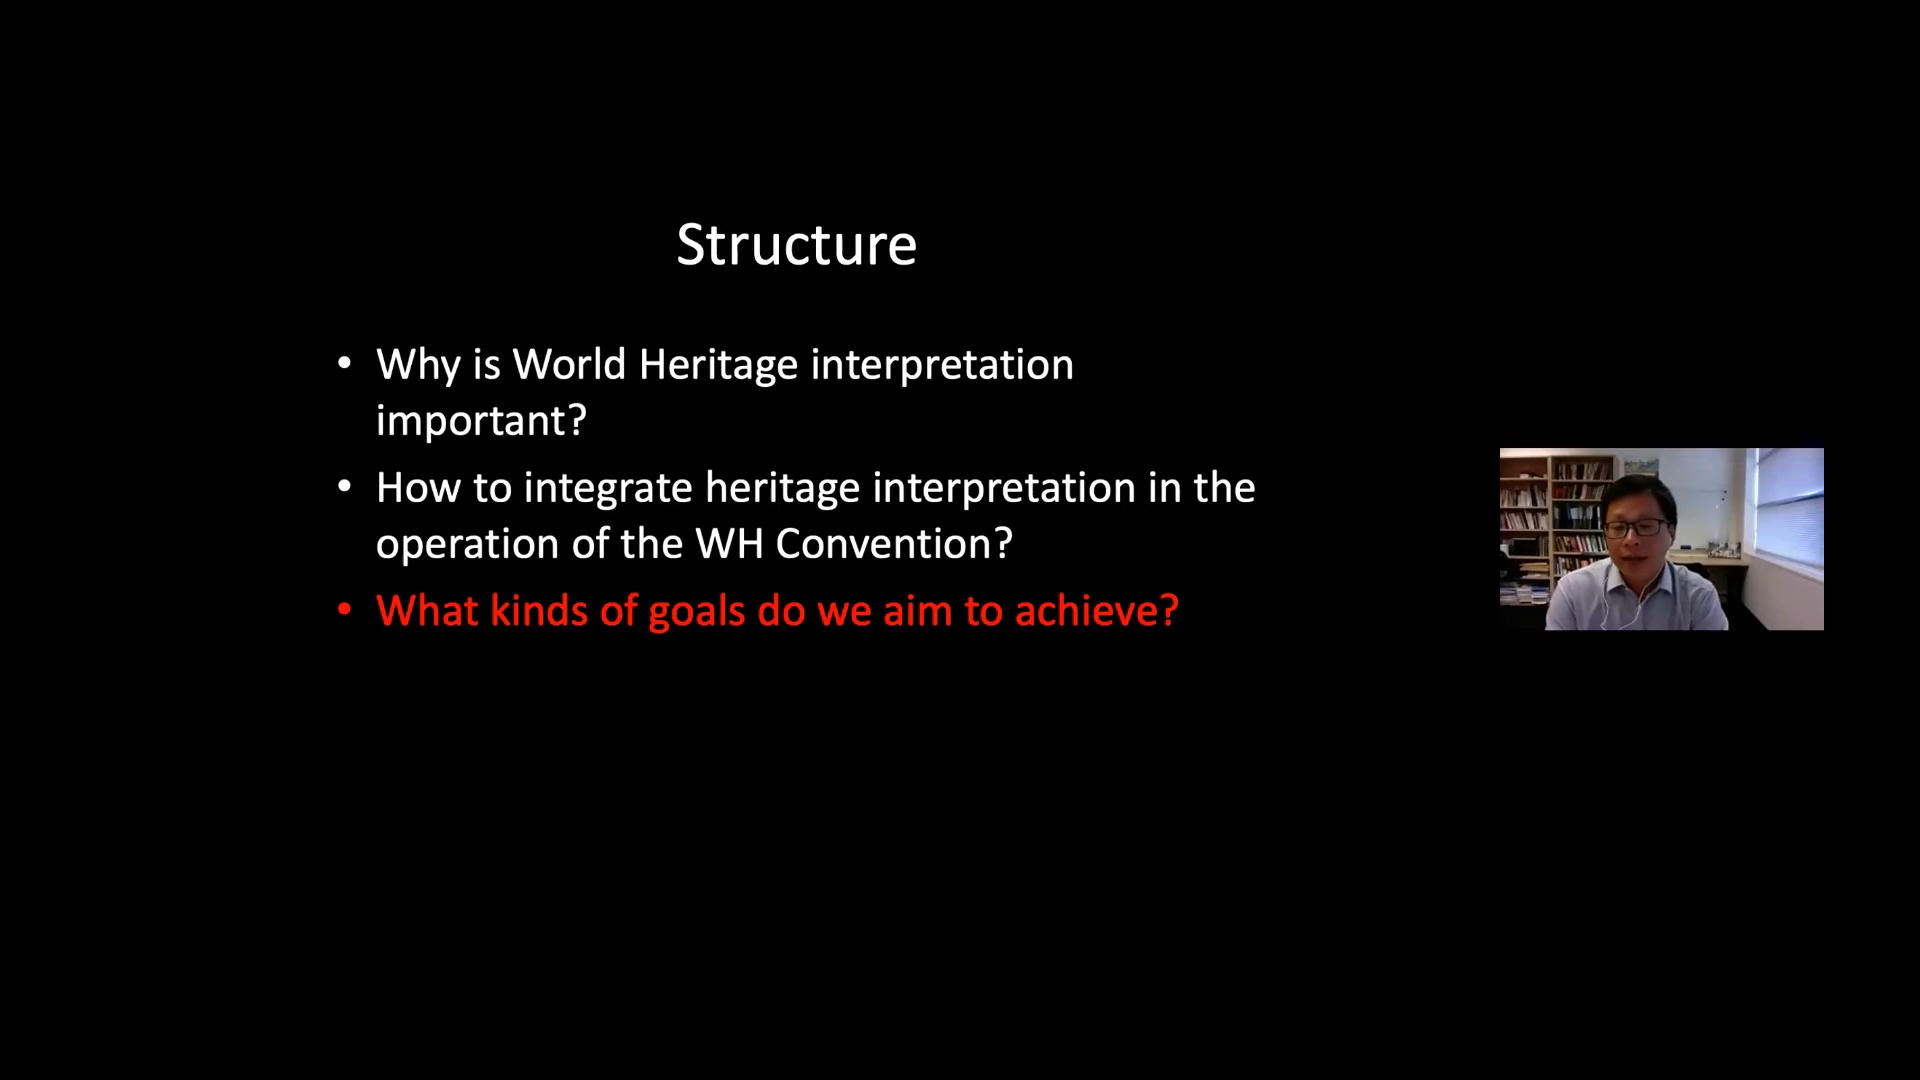 Structure
• Why is World Heritage interpretation
important?
• How to integrate heritage interpretation in the
operation of the WH Convention?
• What kinds of goals do we aim to achieve?